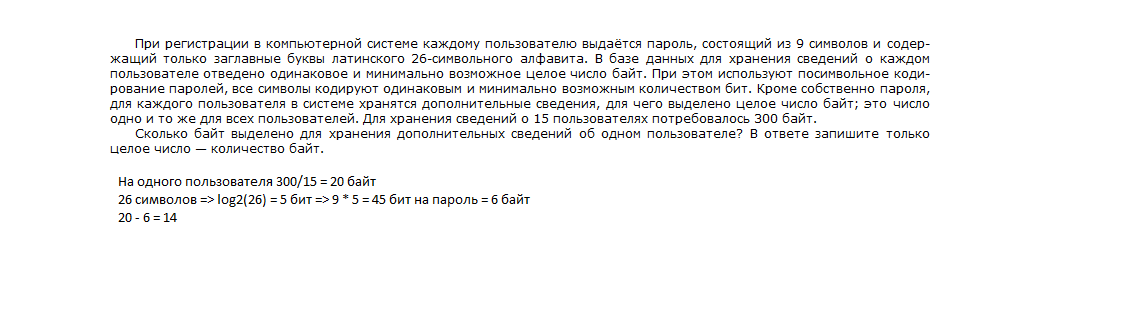 При регистрации в компьютерной системе каждому пользователю выдаётся пароль, состоящий из 9 символов и содер-
жащий только заглавные буквы латинского 26-символьного алфавита. В базе данных для хранения сведений о каждом
пользователе отведено одинаковое и минимально возможное целое число байт. При этом используют посимвольное коди-
рование паролей, все символы кодируют одинаковым и минимально возможным количеством бит. Кроме собственно пароля,
для каждого пользователя в системе хранятся дополнительные сведения, для чего выделено целое число байт; это число
одно и то же для всех пользователей. Для хранения сведений о 15 пользователях потребовалось 300 байт.
Сколько байт выделено для хранения дополнительных сведений об одном пользователе? В ответе запишите только
целое число — количество байт.
На одного пользователя 300/15 = 20 байт
26 символов => log2(26) = 5 бит => 9 * 5 = 45 бит на пароль = 6 байт
20 - 6 = 14